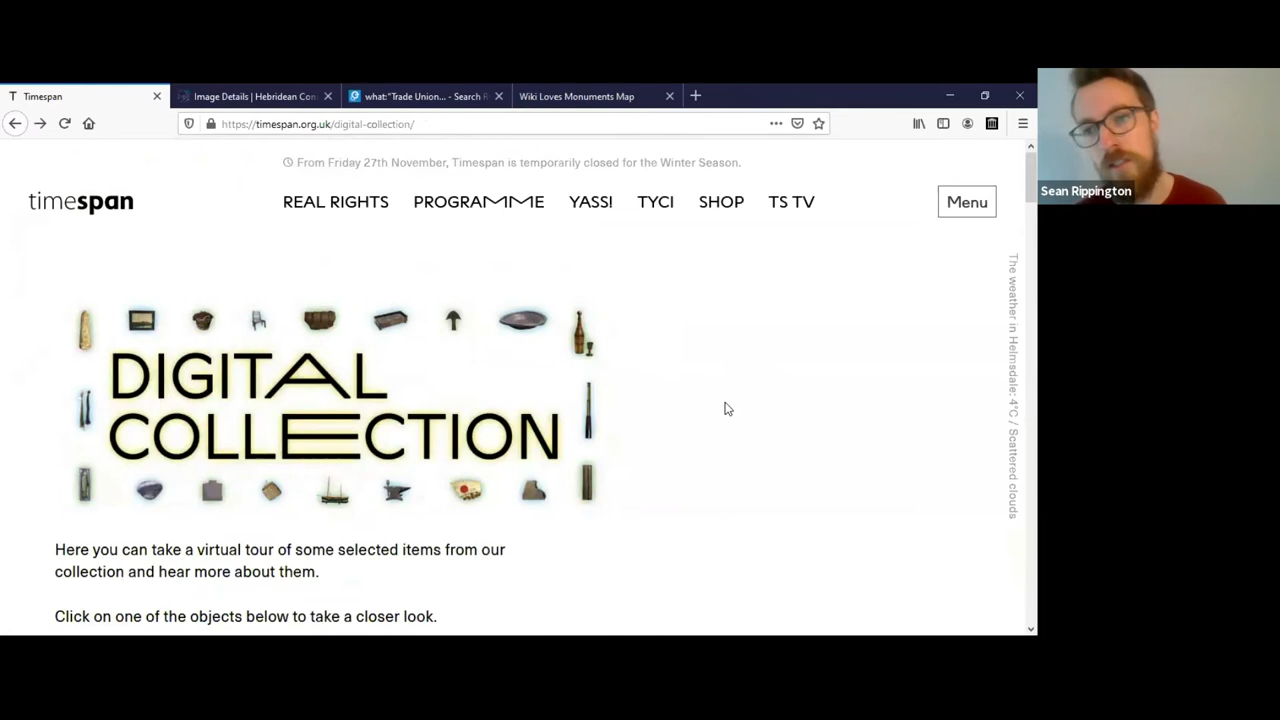 Timespan
Image Details | Hebridean Con
what:"Trade Union... - Search R
Wiki Loves Monuments Map
https://timespan.org.uk/digital-collection/
Sean Rippington
From Friday 27th November, Timespan is temporarily closed for the Winter Season.
timespan
REAL RIGHTS PROGRAMME YASS! TYCI SHOP TS TV
Menu
The weather in Helmsdale: 4°C / Scattered clouds
DIGITAL
COLLECTION
Here you can take a virtual tour of some selected items from our
collection and hear more about them.
Click on one of the objects below to take a closer look.